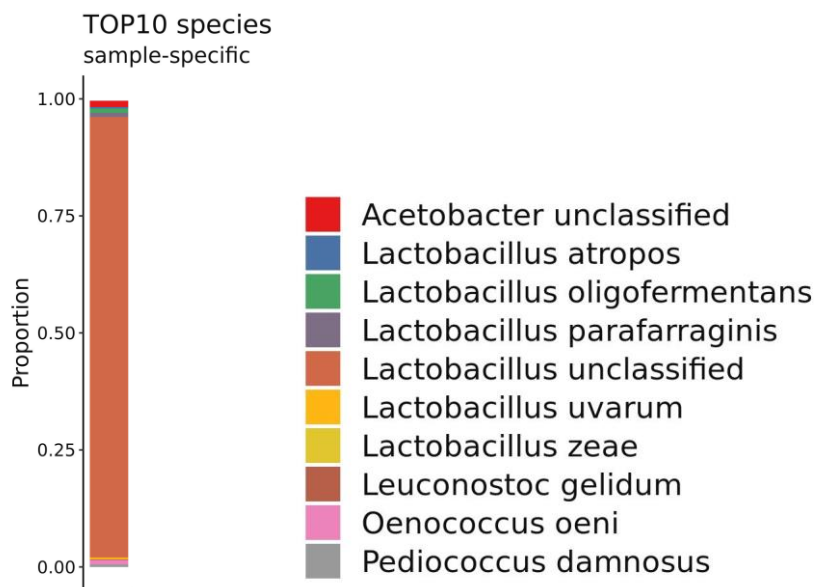 TOP10 species
sample-specific
Proportion
1.00
0.75
0.50
0.25
0.00
Acetobacter unclassified
Lactobacillus atropos
Lactobacillus oligofermentans
Lactobacillus parafarraginis
Lactobacillus unclassified
Lactobacillus uvarum
Lactobacillus zeae
Leuconostoc gelidum
Oenococcus oeni
Pediococcus damnosus